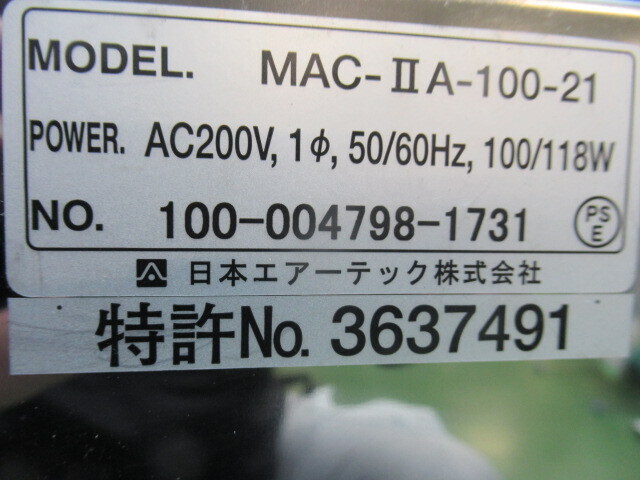 MODEL. MAC-ⅡA-100-21
POWER. AC200V, 1φ, 50/60Hz, 100/118W
NO. 100-004798-1731
PS
E
日本エアーテック株式会社
特許No. 3637491